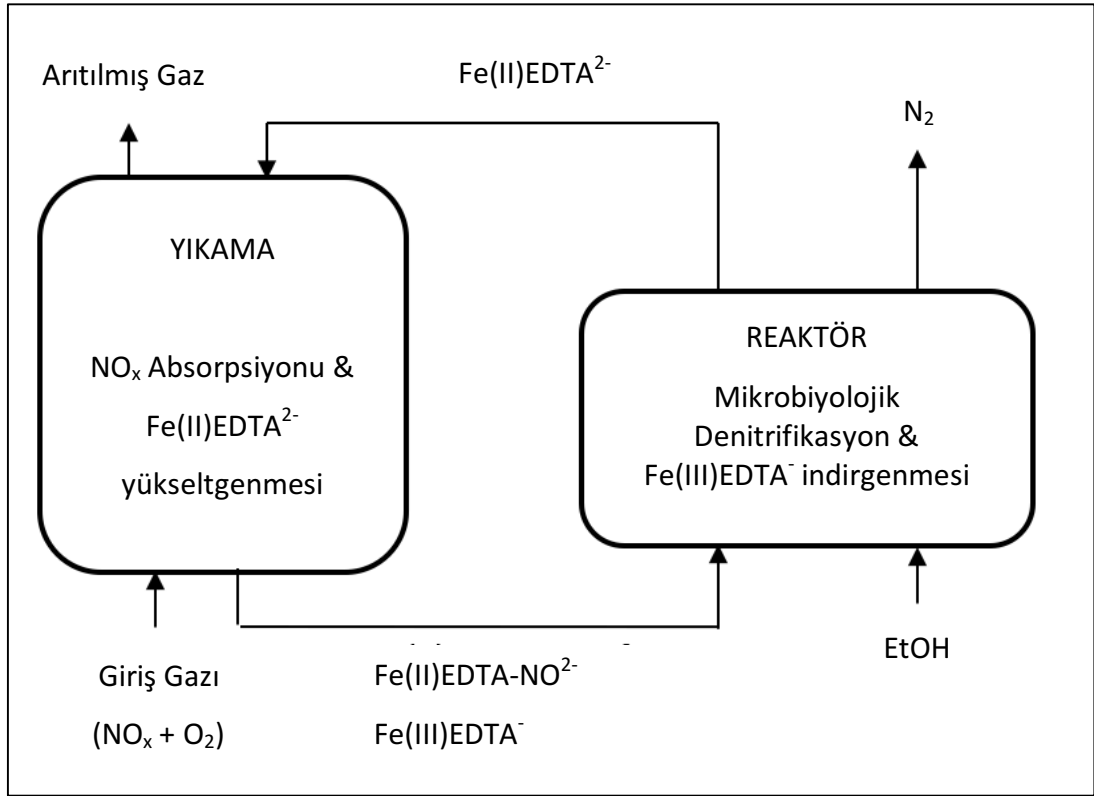 Arıtılmış Gaz
Fe(II)EDTA²⁻
N₂
YIKAMA
NOₓ Absorpsiyonu &
Fe(II)EDTA²⁻
yükseltgenmesi
REAKTÖR
Mikrobiyolojik
Denitrifikasyon &
Fe(III)EDTA⁻ indirgenmesi
Giriş Gazı
(NOₓ + O₂)
Fe(II)EDTA-NO²⁻
Fe(III)EDTA⁻
EtOH